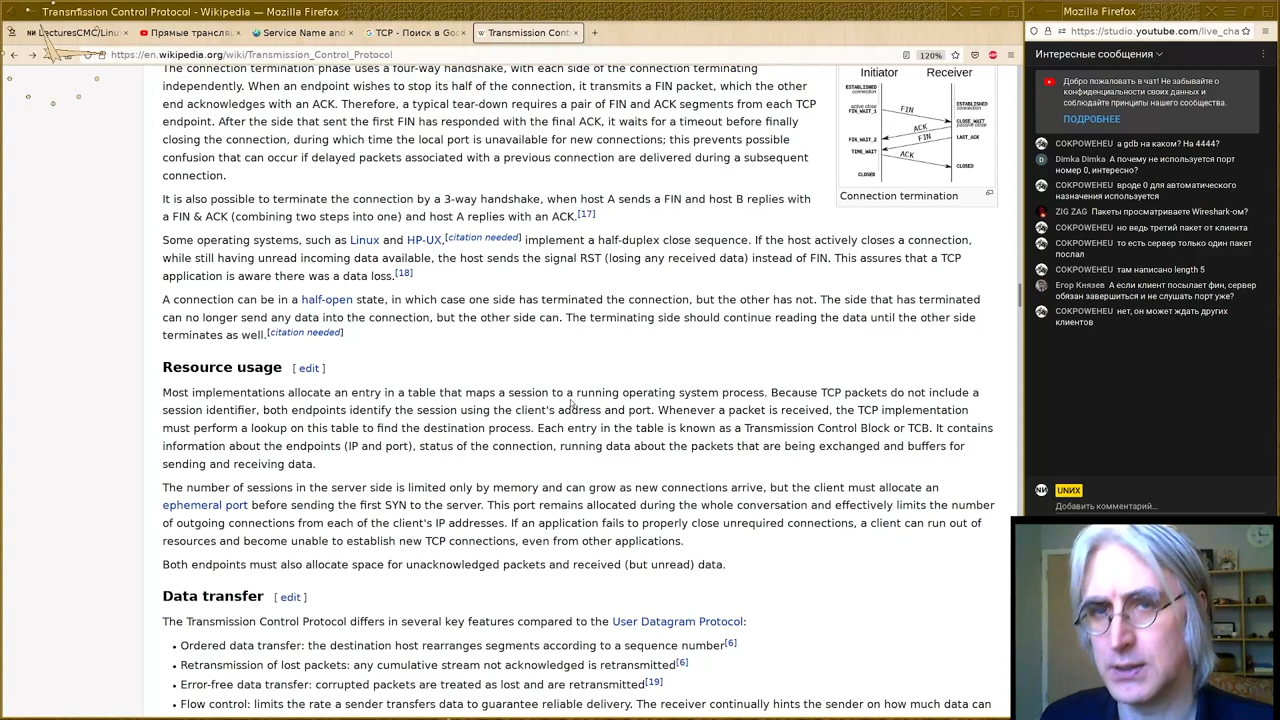 Transmission Control Protocol - Wikipedia — Mozilla Firefox
LecturesCMC/Linu
Прямые трансляц
Service Name and
TCP - Поиск в Goo
Transmission Cont
https://en.wikipedia.org/wiki/Transmission_Control_Protocol
120%
The connection termination phase uses a four-way handshake, with each side of the connection terminating
independently. When an endpoint wishes to stop its half of the connection, it transmits a FIN packet, which the other
end acknowledges with an ACK. Therefore, a typical tear-down requires a pair of FIN and ACK segments from each TCP
endpoint. After the side that sent the first FIN has responded with the final ACK, it waits for a timeout before finally
closing the connection, during which time the local port is unavailable for new connections; this prevents possible
confusion that can occur if delayed packets associated with a previous connection are delivered during a subsequent
connection.
Initiator Receiver
ESTABLISHED
connection
active close
FIN_WAIT_1
FIN
ESTABLISHED
connection
CLOSE_WAIT
passive close
ACK
FIN_WAIT_2
FIN
LAST_ACK
TIME_WAIT
ACK
CLOSED
CLOSED
Connection termination
It is also possible to terminate the connection by a 3-way handshake, when host A sends a FIN and host B replies with
a FIN & ACK (combining two steps into one) and host A replies with an ACK.[17]
Some operating systems, such as Linux and HP-UX,[citation needed] implement a half-duplex close sequence. If the host actively closes a connection,
while still having unread incoming data available, the host sends the signal RST (losing any received data) instead of FIN. This assures that a TCP
application is aware there was a data loss.[18]
A connection can be in a half-open state, in which case one side has terminated the connection, but the other has not. The side that has terminated
can no longer send any data into the connection, but the other side can. The terminating side should continue reading the data until the other side
terminates as well.[citation needed]
Resource usage [ edit ]
Most implementations allocate an entry in a table that maps a session to a running operating system process. Because TCP packets do not include a
session identifier, both endpoints identify the session using the client's address and port. Whenever a packet is received, the TCP implementation
must perform a lookup on this table to find the destination process. Each entry in the table is known as a Transmission Control Block or TCB. It contains
information about the endpoints (IP and port), status of the connection, running data about the packets that are being exchanged and buffers for
sending and receiving data.
The number of sessions in the server side is limited only by memory and can grow as new connections arrive, but the client must allocate an
ephemeral port before sending the first SYN to the server. This port remains allocated during the whole conversation and effectively limits the number
of outgoing connections from each of the client's IP addresses. If an application fails to properly close unrequired connections, a client can run out of
resources and become unable to establish new TCP connections, even from other applications.
Both endpoints must also allocate space for unacknowledged packets and received (but unread) data.
Data transfer [ edit ]
The Transmission Control Protocol differs in several key features compared to the User Datagram Protocol:
• Ordered data transfer: the destination host rearranges segments according to a sequence number[6]
• Retransmission of lost packets: any cumulative stream not acknowledged is retransmitted[6]
• Error-free data transfer: corrupted packets are treated as lost and are retransmitted[19]
• Flow control: limits the rate a sender transfers data to guarantee reliable delivery. The receiver continually hints the sender on how much data can
Mozilla Firefox
https://studio.youtube.com/live_cha
Интересные сообщения
Добро пожаловать в чат! Не забывайте о
конфиденциальности своих данных и
соблюдайте принципы нашего сообщества.
ПОДРОБНЕЕ
COKPOWEHEU а gdb на каком? На 4444?
Dimka Dimka А почему не используется порт
номер 0, интересно?
COKPOWEHEU вроде 0 для автоматического
назначения используется
ZIG ZAG Пакеты просматриваете Wireshark-ом?
COKPOWEHEU но ведь третий пакет от клиента
COKPOWEHEU то есть сервер только один пакет
послал
COKPOWEHEU там написано length 5
Егор Князев А если клиент посылает фин, сервер
обязан завершиться и не слушать порт уже?
COKPOWEHEU нет, он может ждать других
клиентов
UNИX
Добавить комментарий...